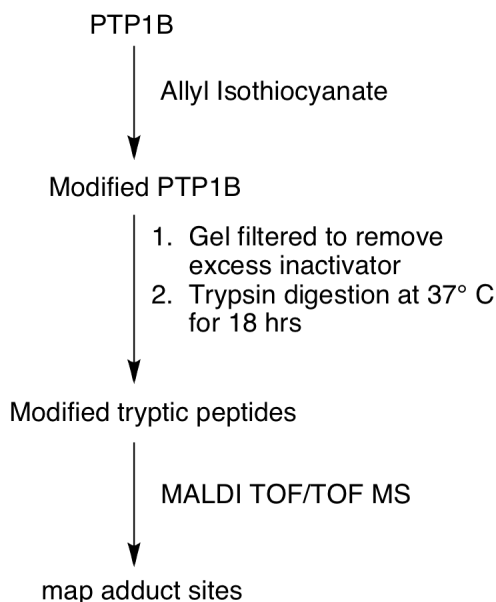 PTP1B
Allyl Isothiocyanate
Modified PTP1B
1. Gel filtered to remove
excess inactivator
2. Trypsin digestion at 37° C
for 18 hrs
Modified tryptic peptides
MALDI TOF/TOF MS
map adduct sites